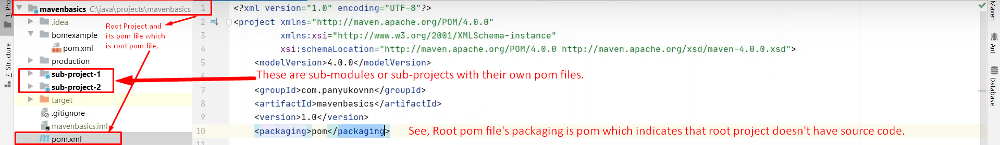 1: Pro
7: Structure
mavenbasics C:\java\projects\mavenbasics
.idea
bomexample
pom.xml
production
sub-project-1
sub-project-2
target
.gitignore
mavenbasics.iml
pom.xml
Root Project and
its pom file which
is root pom file.
1 <?xml version="1.0" encoding="UTF-8"?>
2 <project xmlns="http://maven.apache.org/POM/4.0.0"
3 xmlns:xsi="http://www.w3.org/2001/XMLSchema-instance"
4 xsi:schemaLocation="http://maven.apache.org/POM/4.0.0 http://maven.apache.org/xsd/maven-4.0.0.xsd">
5 <modelVersion>4.0.0</modelVersion>
These are sub-modules or sub-projects with their own pom files.
7 <groupId>com.panyukovnn</groupId>
8 <artifactId>mavenbasics</artifactId>
9 <version>1.0</version>
10 <packaging>pom</packaging>
See, Root pom file's packaging is pom which indicates that root project doesn't have source code.
11
Maven
Ant
Database